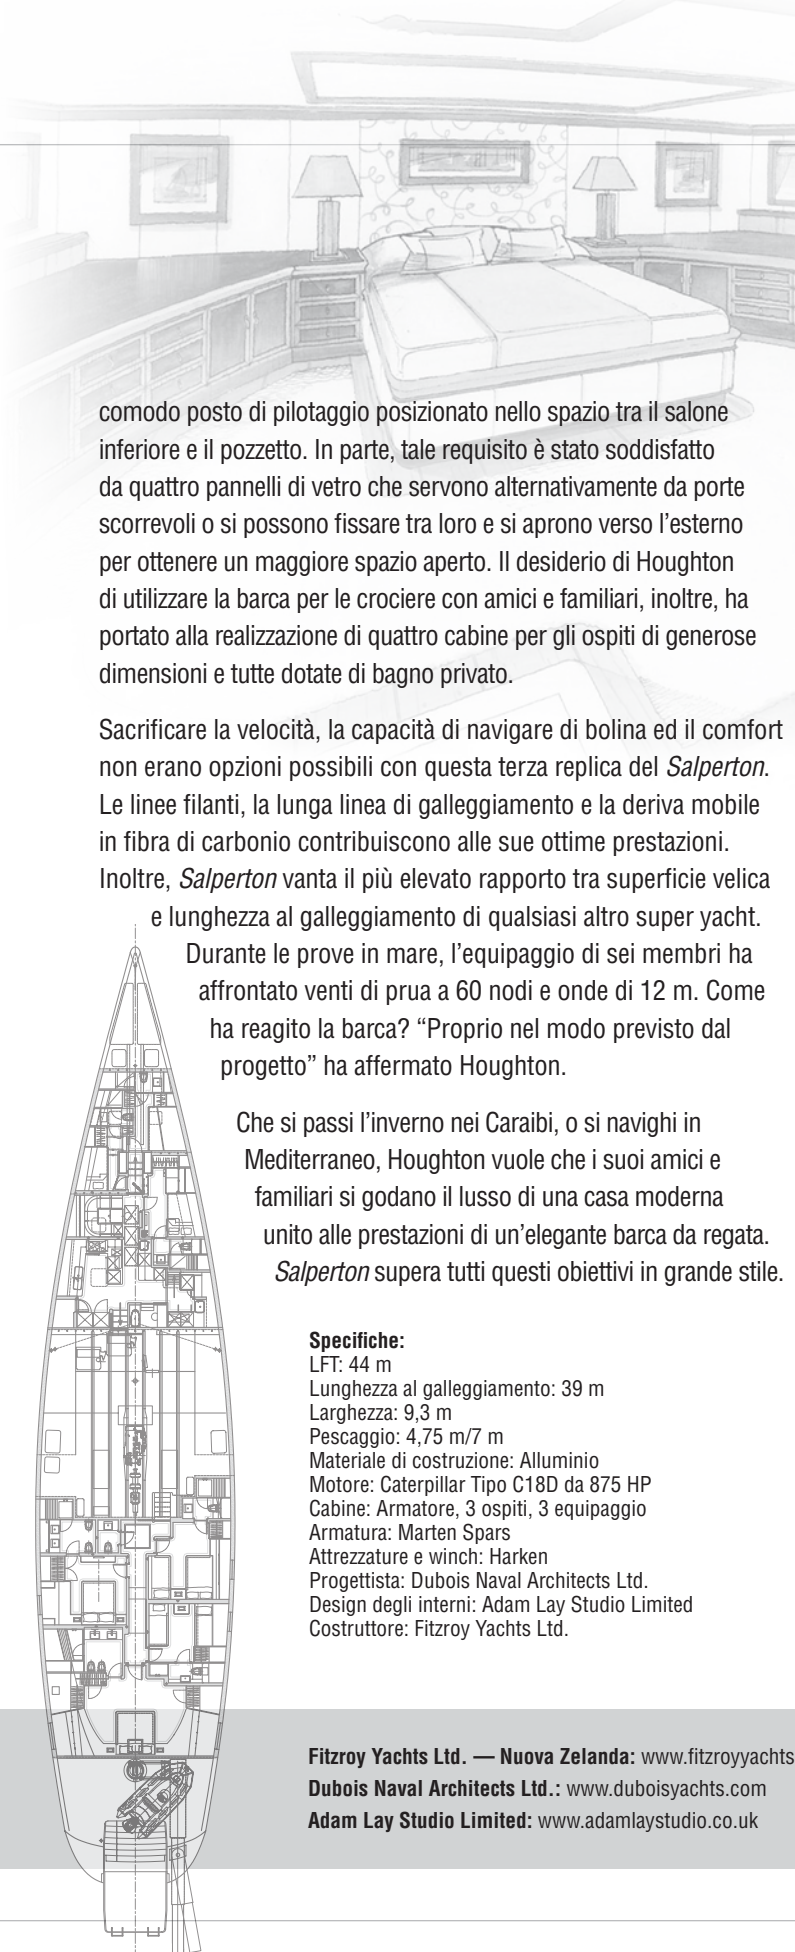 comodo posto di pilotaggio posizionato nello spazio tra il salone
inferiore e il pozzetto. In parte, tale requisito è stato soddisfatto
da quattro pannelli di vetro che servono alternativamente da porte
scorrevoli o si possono fissare tra loro e si aprono verso l’esterno
per ottenere un maggiore spazio aperto. Il desiderio di Houghton
di utilizzare la barca per le crociere con amici e familiari, inoltre, ha
portato alla realizzazione di quattro cabine per gli ospiti di generose
dimensioni e tutte dotate di bagno privato.
Sacrificare la velocità, la capacità di navigare di bolina ed il comfort
non erano opzioni possibili con questa terza replica del Salperton.
Le linee filanti, la lunga linea di galleggiamento e la deriva mobile
in fibra di carbonio contribuiscono alle sue ottime prestazioni.
Inoltre, Salperton vanta il più elevato rapporto tra superficie velica
e lunghezza al galleggiamento di qualsiasi altro super yacht.
Durante le prove in mare, l’equipaggio di sei membri ha
affrontato venti di prua a 60 nodi e onde di 12 m. Come
ha reagito la barca? “Proprio nel modo previsto dal
progetto” ha affermato Houghton.
Che si passi l’inverno nei Caraibi, o si navighi in
Mediterraneo, Houghton vuole che i suoi amici e
familiari si godano il lusso di una casa moderna
unito alle prestazioni di un’elegante barca da regata.
Salperton supera tutti questi obiettivi in grande stile.
Specifiche:
LFT: 44 m
Lunghezza al galleggiamento: 39 m
Larghezza: 9,3 m
Pescaggio: 4,75 m/7 m
Materiale di costruzione: Alluminio
Motore: Caterpillar Tipo C18D da 875 HP
Cabine: Armatore, 3 ospiti, 3 equipaggio
Armatura: Marten Spars
Attrezzature e winch: Harken
Progettista: Dubois Naval Architects Ltd.
Design degli interni: Adam Lay Studio Limited
Costruttore: Fitzroy Yachts Ltd.
Fitzroy Yachts Ltd. — Nuova Zelanda: www.fitzroyyachts
Dubois Naval Architects Ltd.: www.duboisyachts.com
Adam Lay Studio Limited: www.adamlaystudio.co.uk